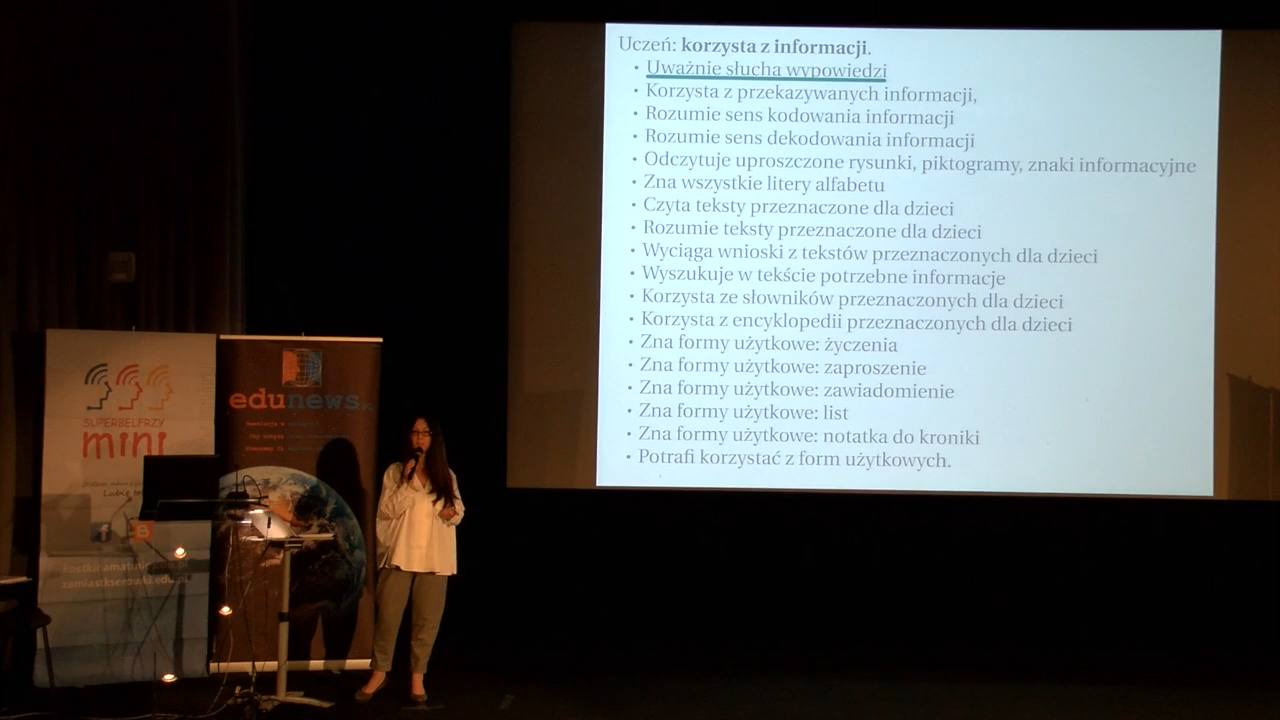 Uczeń: korzysta z informacji.
• Uważnie słucha wypowiedzi
• Korzysta z przekazywanych informacji,
• Rozumie sens kodowania informacji
• Rozumie sens dekodowania informacji
• Odczytuje uproszczone rysunki, piktogramy, znaki informacyjne
• Zna wszystkie litery alfabetu
• Czyta teksty przeznaczone dla dzieci
• Rozumie teksty przeznaczone dla dzieci
• Wyciąga wnioski z tekstów przeznaczonych dla dzieci
• Wyszukuje w tekście potrzebne informacje
• Korzysta ze słowników przeznaczonych dla dzieci
• Korzysta z encyklopedii przeznaczonych dla dzieci
• Zna formy użytkowe: życzenia
• Zna formy użytkowe: zaproszenie
• Zna formy użytkowe: zawiadomienie
• Zna formy użytkowe: list
• Zna formy użytkowe: notatka do kroniki
• Potrafi korzystać z form użytkowych.
SUPERBELFRZY
mini
edunews.pl